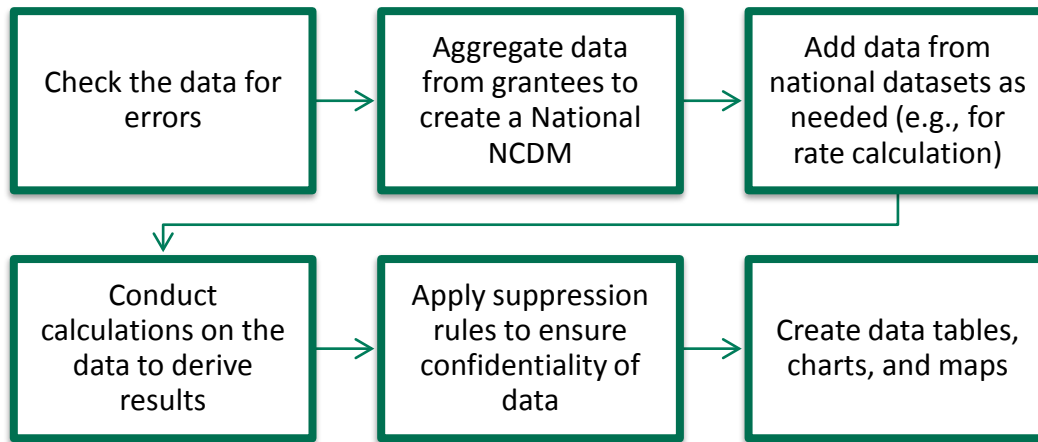 Check the data for
errors
Aggregate data
from grantees to
create a National
NCDM
Add data from
national datasets as
needed (e.g., for
rate calculation)
Conduct
calculations on the
data to derive
results
Apply suppression
rules to ensure
confidentiality of
data
Create data tables,
charts, and maps